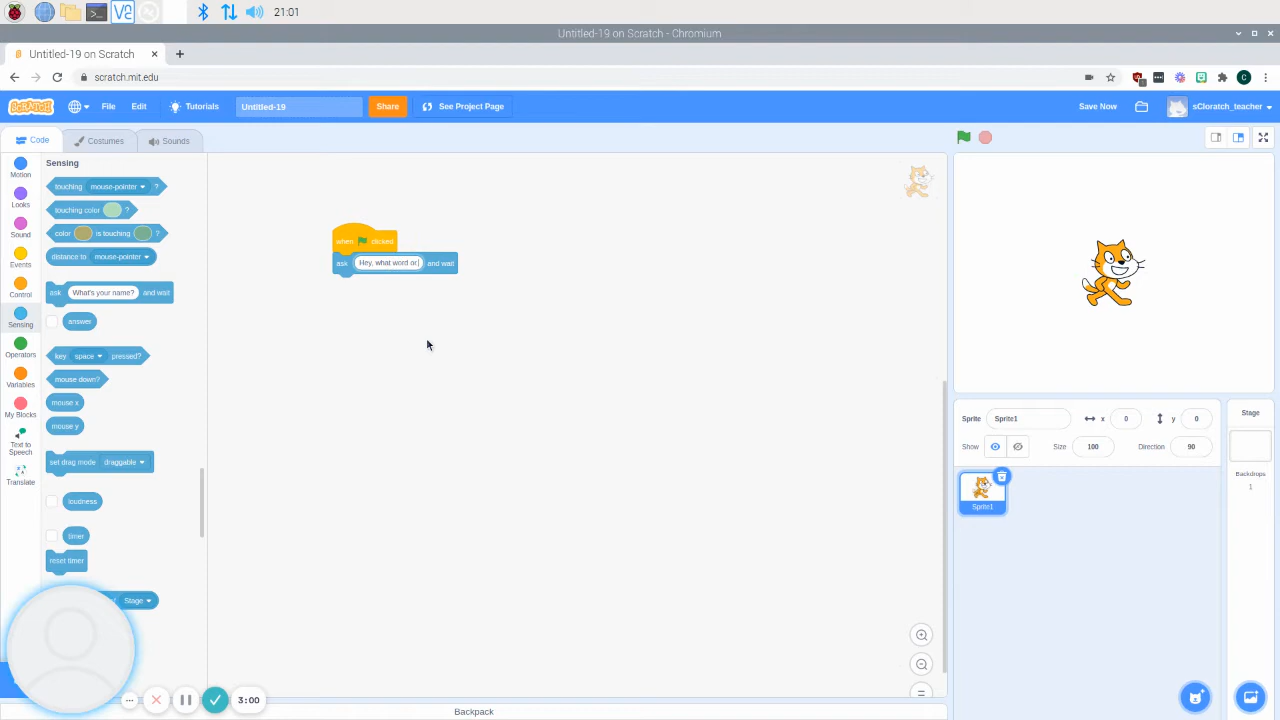 21:01
Untitled-19 on Scratch - Chromium
Untitled-19 on Scratch
scratch.mit.edu
C
SCRATCH File Edit Tutorials Untitled-19 Share See Project Page Save Now sCloratch_teacher
Code Costumes Sounds
Motion
Looks
Sound
Events
Control
Sensing
Operators
Variables
My Blocks
Text to
Speech
Translate
Sensing
touching mouse-pointer ?
touching color ?
color is touching ?
distance to mouse-pointer
ask What's your name? and wait
answer
key space pressed?
mouse down?
mouse x
mouse y
set drag mode draggable
loudness
timer
reset timer
Stage
when clicked
ask Hey, what word or and wait
Sprite Sprite1 x 0 y 0
Show Size 100 Direction 90
Sprite1
Stage
Backdrops
1
3:00
Backpack